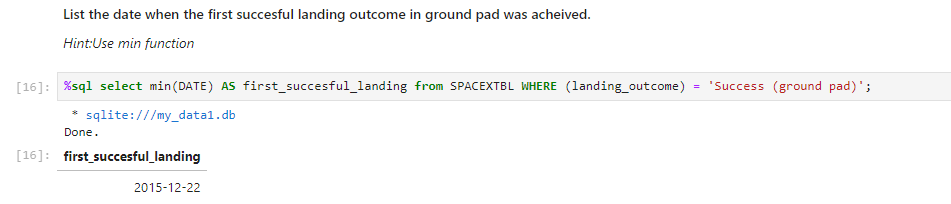 List the date when the first succesful landing outcome in ground pad was acheived.
Hint:Use min function
[16]: %sql select min(DATE) AS first_succesful_landing from SPACEXTBL WHERE (landing_outcome) = 'Success (ground pad)';
* sqlite:///my_data1.db
Done.
[16]: first_succesful_landing
2015-12-22